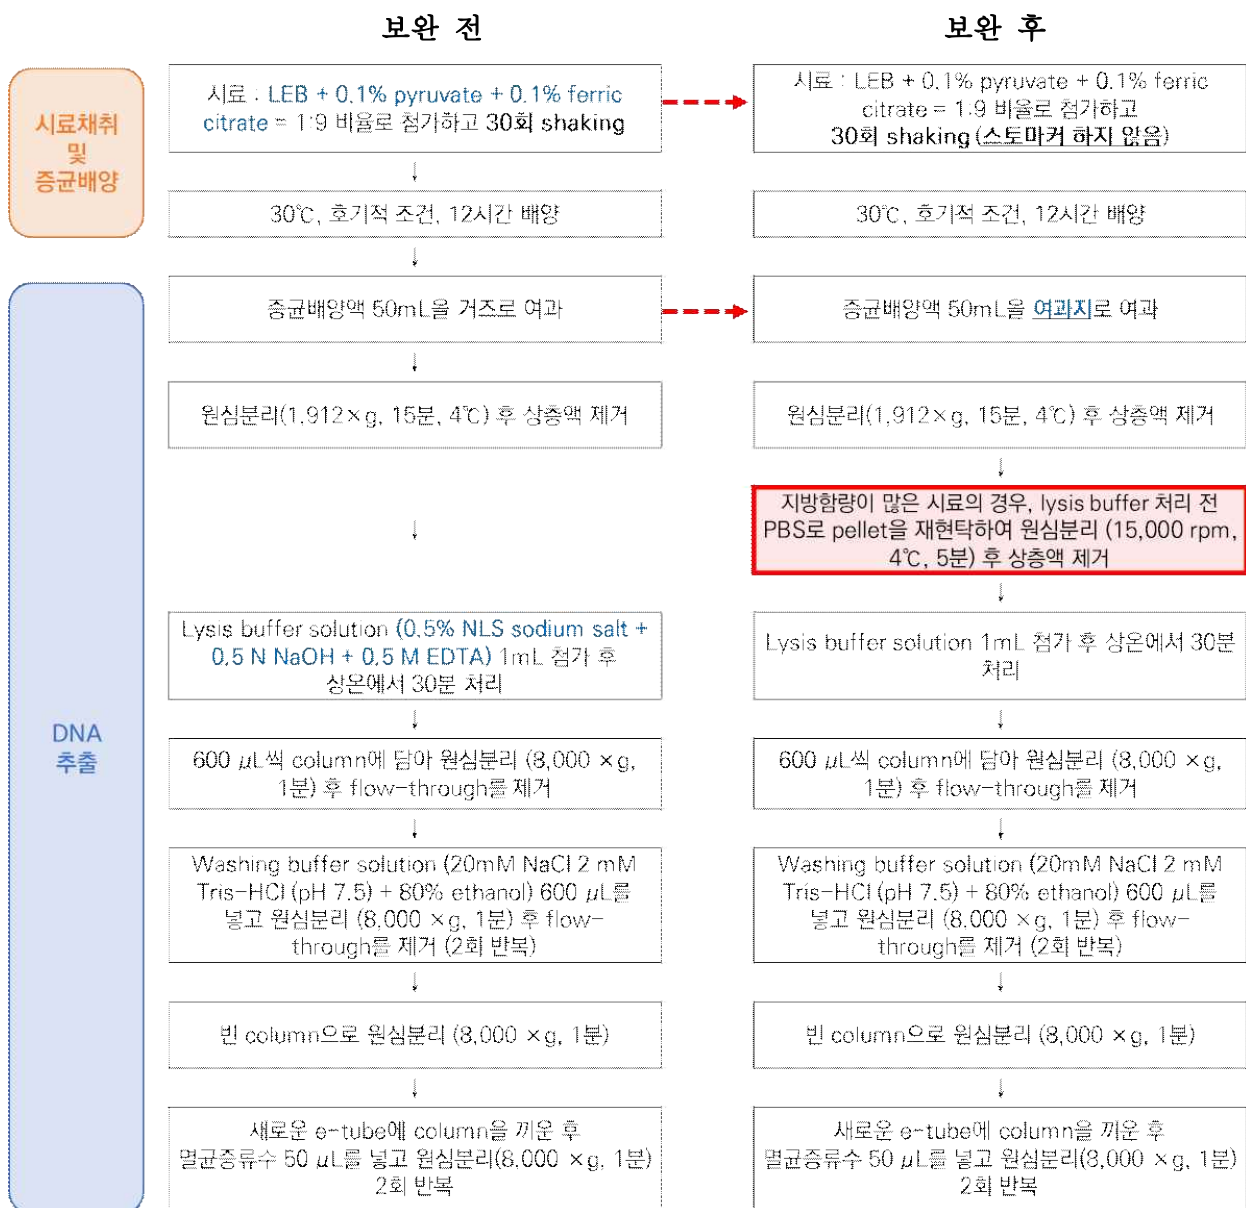 보완 전
보완 후
시료채취
및
증균배양
시료 : LEB + 0.1% pyruvate + 0.1% ferric
citrate = 1:9 비율로 첨가하고 30회 shaking
시료 : LEB + 0.1% pyruvate + 0.1% ferric
citrate = 1:9 비율로 첨가하고
30회 shaking (스토마커 하지 않음)
↓
30℃, 호기적 조건, 12시간 배양
30℃, 호기적 조건, 12시간 배양
↓
DNA
추출
증균배양액 50mL을 거즈로 여과
증균배양액 50mL을 여과지로 여과
↓
원심분리(1,912×g, 15분, 4℃) 후 상층액 제거
원심분리(1,912×g, 15분, 4℃) 후 상층액 제거
↓
↓
지방함량이 많은 시료의 경우, lysis buffer 처리 전
PBS로 pellet을 재현탁하여 원심분리 (15,000 rpm,
4℃, 5분) 후 상층액 제거
↓
Lysis buffer solution (0.5% NLS sodium salt +
0.5 N NaOH + 0.5 M EDTA) 1mL 첨가 후
상온에서 30분 처리
Lysis buffer solution 1mL 첨가 후 상온에서 30분
처리
↓
↓
600 μL씩 column에 담아 원심분리 (8,000 ×g,
1분) 후 flow-through를 제거
600 μL씩 column에 담아 원심분리 (8,000 ×g,
1분) 후 flow-through를 제거
↓
↓
Washing buffer solution (20mM NaCl 2 mM
Tris-HCl (pH 7.5) + 80% ethanol) 600 μL를
넣고 원심분리 (8,000 ×g, 1분) 후 flow-
through를 제거 (2회 반복)
Washing buffer solution (20mM NaCl 2 mM
Tris-HCl (pH 7.5) + 80% ethanol) 600 μL를
넣고 원심분리 (8,000 ×g, 1분) 후 flow-
through를 제거 (2회 반복)
↓
↓
빈 column으로 원심분리 (8,000 ×g, 1분)
빈 column으로 원심분리 (8,000 ×g, 1분)
↓
↓
새로운 e-tube에 column을 끼운 후
멸균증류수 50 μL를 넣고 원심분리(8,000 ×g, 1분)
2회 반복
새로운 e-tube에 column을 끼운 후
멸균증류수 50 μL를 넣고 원심분리(8,000 ×g, 1분)
2회 반복